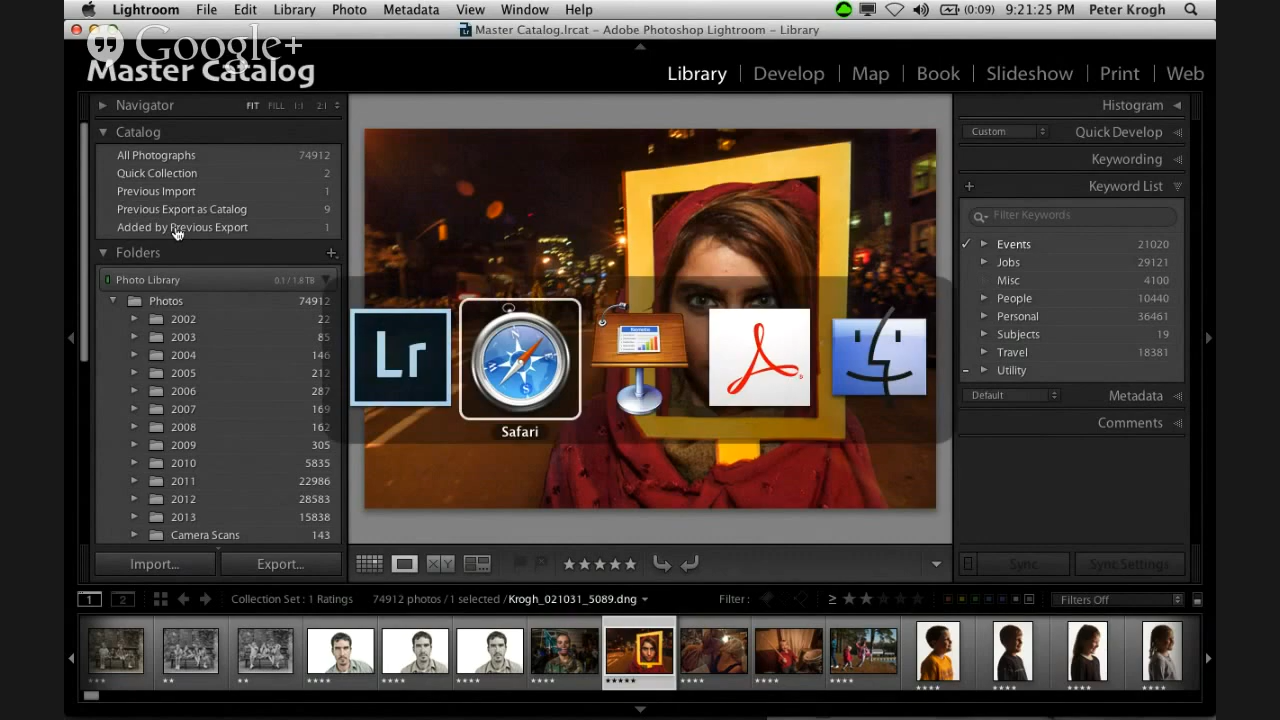 Lightroom File Edit Library Photo Metadata View Window Help (0:09) 9:21:25 PM Peter Krogh
Master Catalog.lrcat – Adobe Photoshop Lightroom – Library
Google+
Master Catalog
Library | Develop | Map | Book | Slideshow | Print | Web
Navigator FIT FILL 1:1 2:1
Histogram
Catalog
Custom Quick Develop
All Photographs 74912
Quick Collection 2
Previous Import 1
Previous Export as Catalog 9
Added by Previous Export 1
Keywording
Keyword List
Filter Keywords
Events 21020
Jobs 29121
Misc 4100
People 10440
Personal 36461
Subjects 19
Travel 18381
Utility
Default Metadata
Comments
Folders
Photo Library 0.1 / 1.8 TB
Photos 74912
2002 22
2003 85
2004 146
2005 212
2006 287
2007 169
2008 162
2009 305
2010 5835
2011 22986
2012 28583
2013 15838
Camera Scans 143
Lr
Safari
Import... Export...
XY
Sync Sync Settings
1 2 Collection Set : 1 Ratings 74912 photos / 1 selected / Krogh_021031_5089.dng Filter : ≥ Filters Off